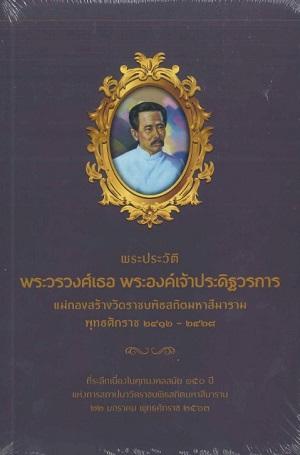 พระประวัติ
พระวรวงศ์เธอ พระองค์เจ้าประดิษฐวรการ
แม่กองสร้างวัดราชบพิธสถิตมหาสีมาราม
พุทธศักราช ๒๔๑๒ - ๒๔๒๘
ที่ระลึกเนื่องในศุภมงคลสมัย ๑๕๐ ปี
แห่งการสถาปนาวัดราชบพิธสถิตมหาสีมาราม
๒๒ มกราคม พุทธศักราช ๒๕๖๓